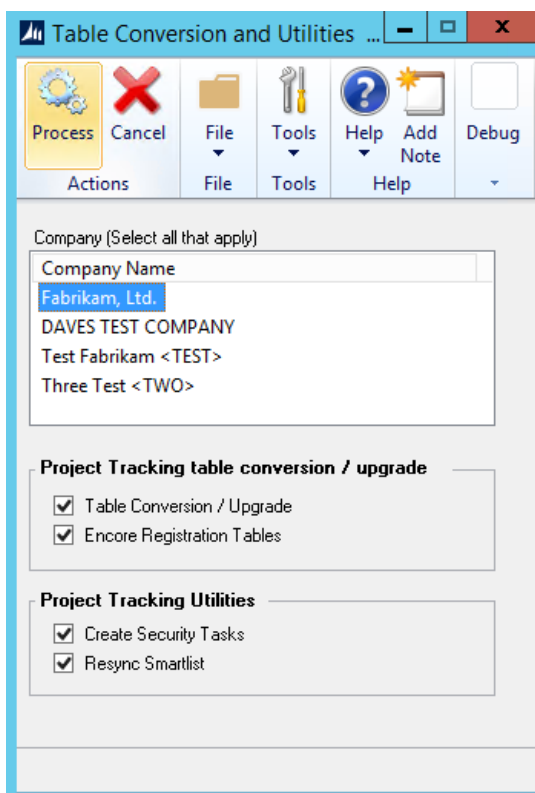 Table Conversion and Utilities ...
Process
Cancel
File
Tools
Help
Add
Note
Debug
Actions
File
Tools
Help
Company (Select all that apply)
Company Name
Fabrikam, Ltd.
DAVES TEST COMPANY
Test Fabrikam <TEST>
Three Test <TWO>
Project Tracking table conversion / upgrade
Table Conversion / Upgrade
Encore Registration Tables
Project Tracking Utilities
Create Security Tasks
Resync Smartlist